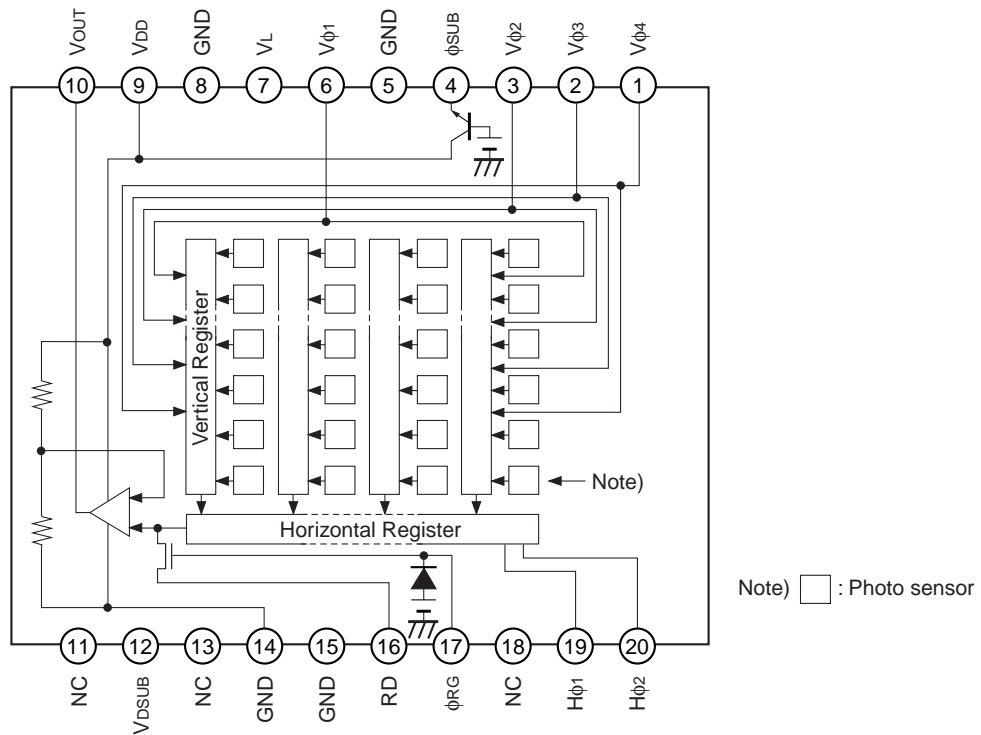 VOUT
VDD
GND
VL
Vϕ1
GND
ϕSUB
Vϕ2
Vϕ3
Vϕ4
10
9
8
7
6
5
4
3
2
1
Vertical Register
Note)
Horizontal Register
Note) : Photo sensor
11
12
13
14
15
16
17
18
19
20
NC
VDSUB
NC
GND
GND
RD
ϕRG
NC
Hϕ1
Hϕ2